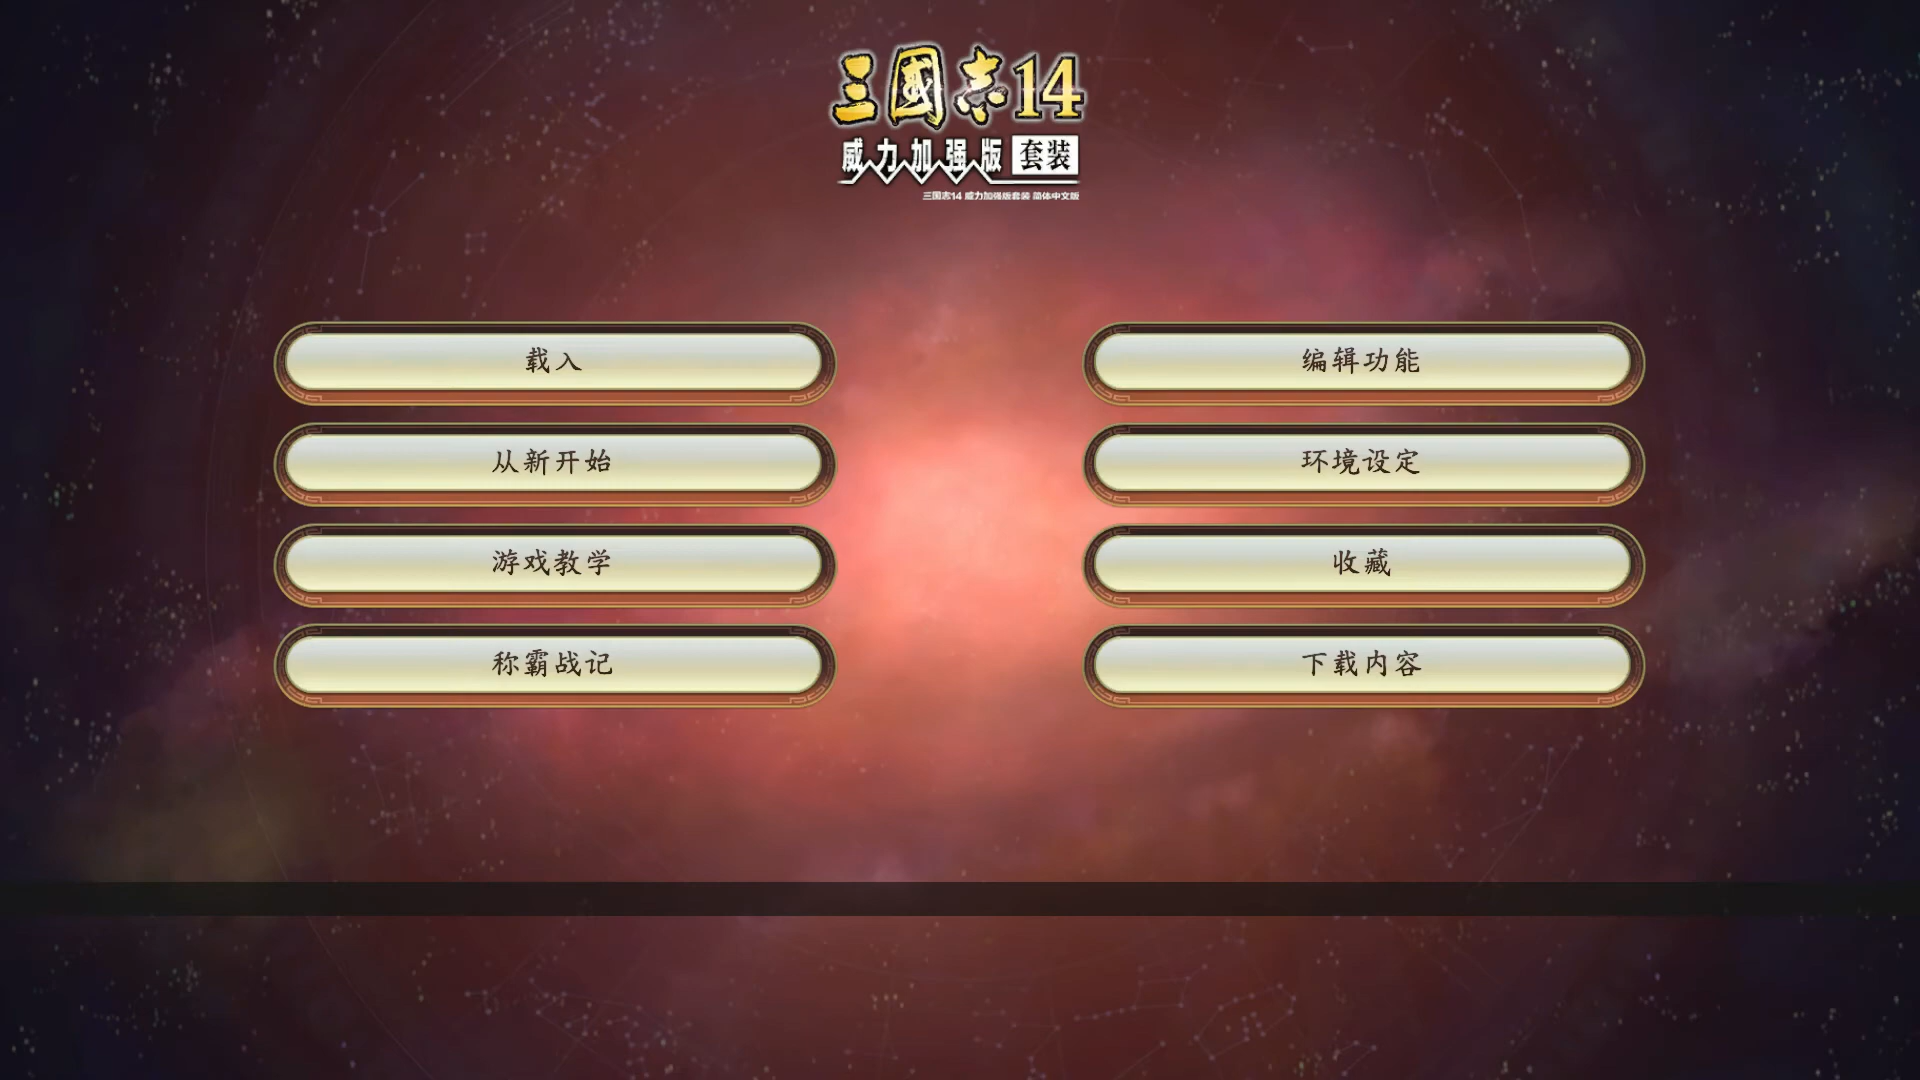 三國志14
威力加强版 套装
三国志14 威力加强版套装 简体中文版
载入
从新开始
游戏教学
称霸战记
编辑功能
环境设定
收藏
下载内容